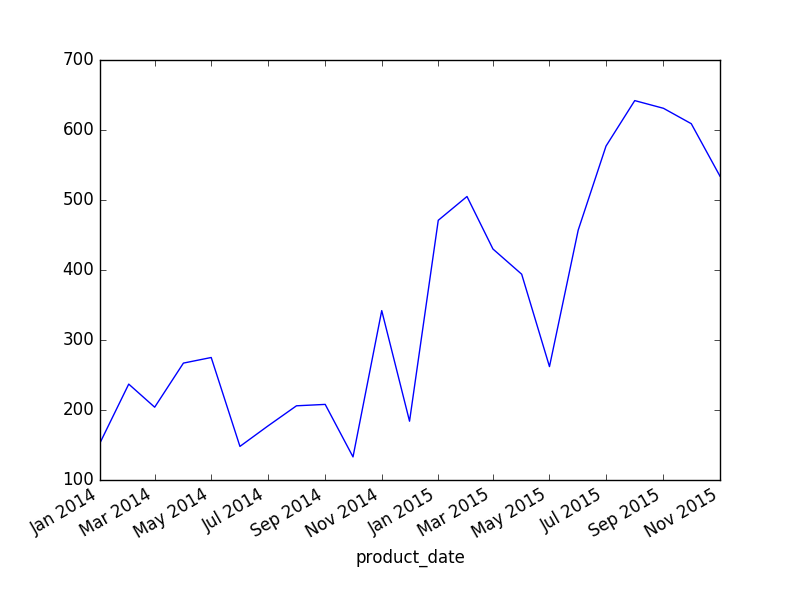 700
600
500
400
300
200
100
Jan 2014
Mar 2014
May 2014
Jul 2014
Sep 2014
Nov 2014
Jan 2015
Mar 2015
May 2015
Jul 2015
Sep 2015
Nov 2015
product_date